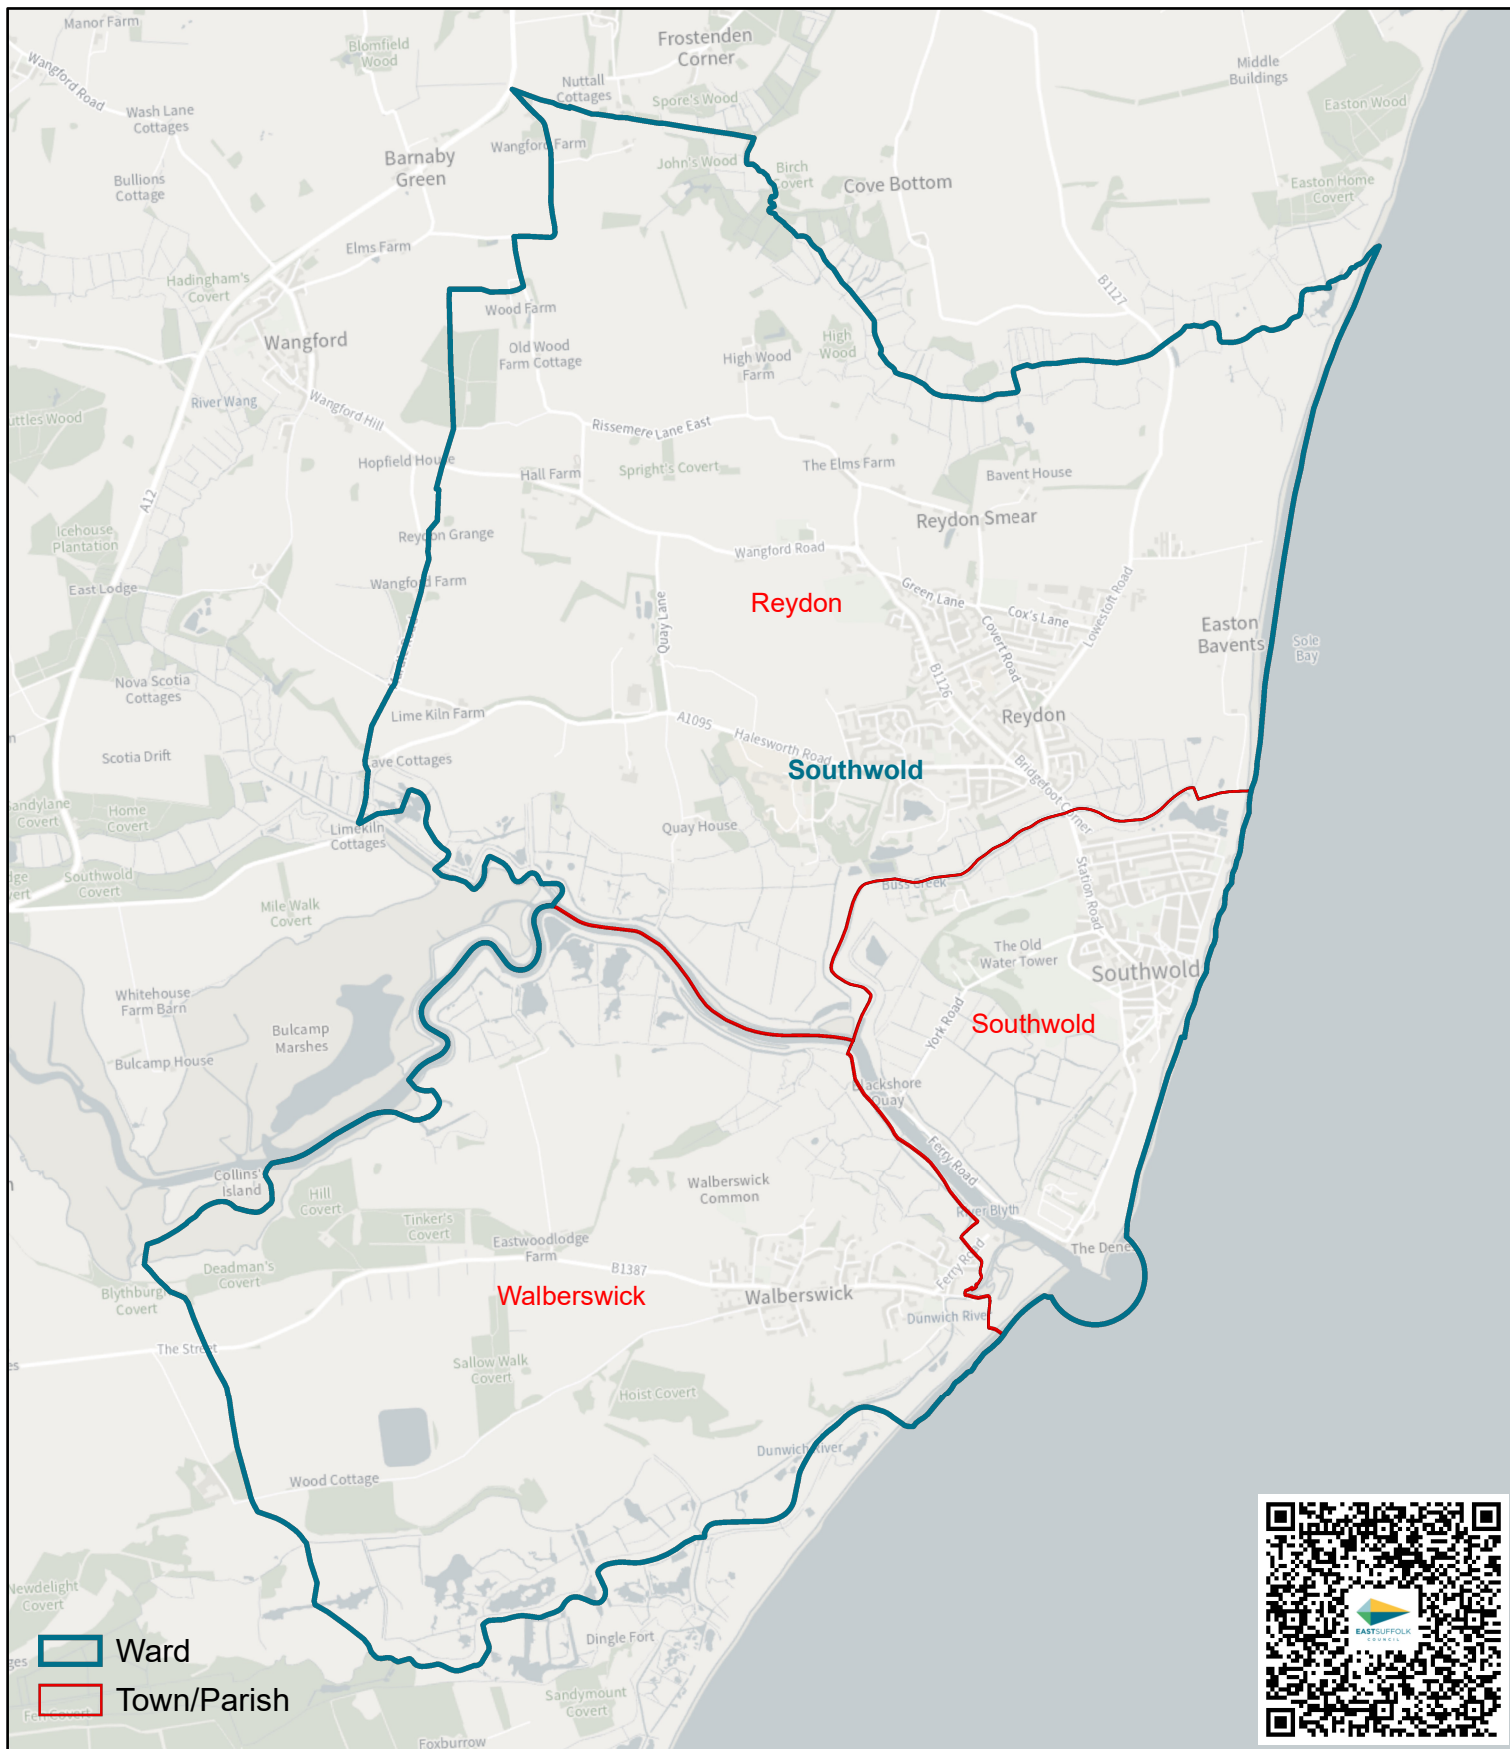 Manor Farm
Wangford Road
Blomfield
Wood
Frostenden
Corner
Nuttall
Cottages
Spore's Wood
Middle
Buildings
Easton Wood
Wash Lane
Cottages
Wangford Farm
Barnaby
Green
John's Wood
Birch
Covert
Cove Bottom
Easton Home
Covert
Bullions
Cottage
Elms Farm
Hadingham's
Covert
B1127
Wood Farm
Wangford
Old Wood
Farm Cottage
High Wood
Farm
High
Wood
River Wang
Wangford Hill
Rissemere Lane East
Hopfield House
Hall Farm
Spright's Covert
The Elms Farm
Bavent House
A12
Reydon Smear
Icehouse
Plantation
Reydon Grange
Wangford Road
East Lodge
Wangford Farm
Quay Lane
Reydon
Green Lane
Cox's Lane
Covert Road
Lowestoft Road
Easton
Bavents
Sole
Bay
B1126
Nova Scotia
Cottages
Lime Kiln Farm
A1095
Halesworth Road
Reydon
Scotia Drift
Cave Cottages
Southwold
Bridgefoot Corner
Home
Covert
Limekiln
Cottages
Quay House
Southwold
Covert
Buss Creek
Station Road
Mile Walk
Covert
The Old
Water Tower
Southwold
Whitehouse
Farm Barn
Bulcamp
Marshes
York Road
Southwold
Bulcamp House
Blackshore
Quay
Ferry Road
Collins'
Island
Hill
Covert
Walberswick
Common
River Blyth
Tinker's
Covert
Eastwoodlodge
Farm
The Dene
Deadman's
Covert
B1387
Ferry Road
Blythburgh
Covert
Walberswick
Walberswick
Dunwich River
The Street
Sallow Walk
Covert
Hoist Covert
Dunwich River
Wood Cottage
Newdelight
Covert
Dingle Fort
Sandymount
Covert
Foxburrow
Ward
Town/Parish
EASTSUFFOLK
COUNCIL